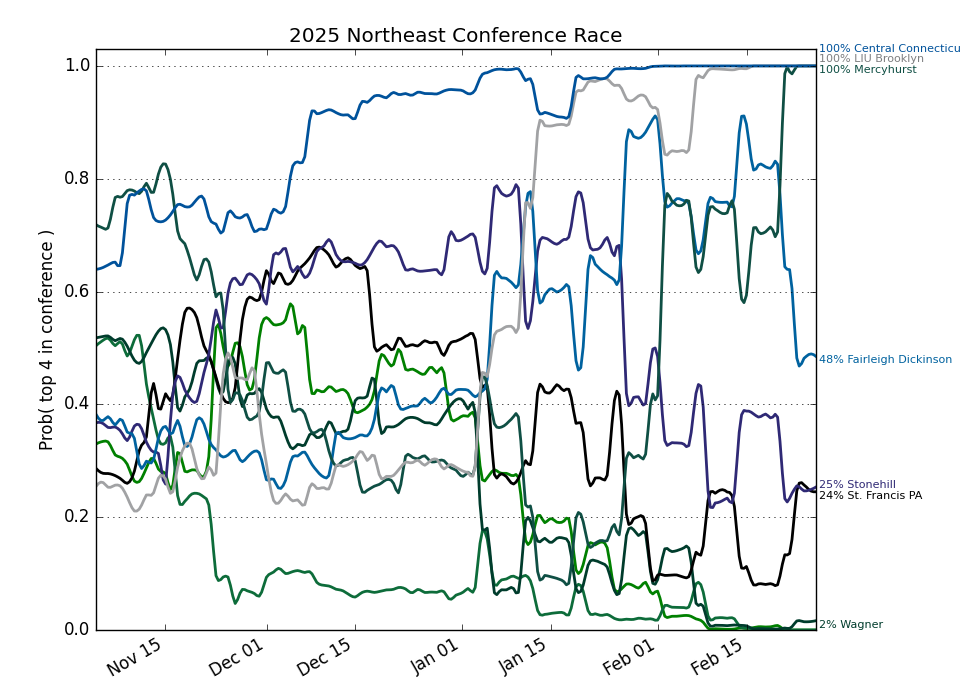 2025 Northeast Conference Race
Prob( top 4 in conference )
1.0
0.8
0.6
0.4
0.2
0.0
Nov 15
Dec 01
Dec 15
Jan 01
Jan 15
Feb 01
Feb 15
100% Central Connecticu
100% LIU Brooklyn
100% Mercyhurst
48% Fairleigh Dickinson
25% Stonehill
24% St. Francis PA
2% Wagner